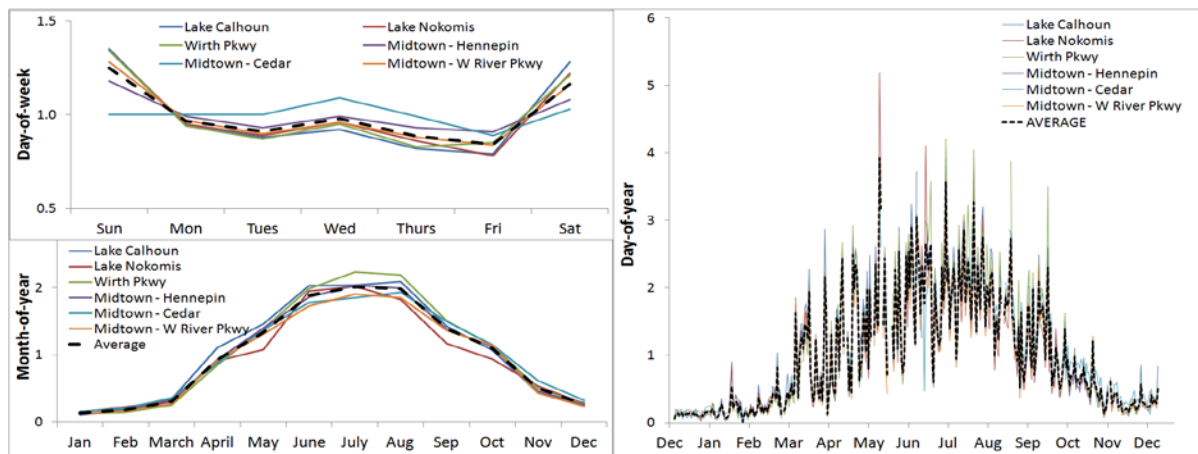 1.5
1.0
0.5
Day-of-week
Lake Calhoun
Lake Nokomis
Wirth Pkwy
Midtown - Hennepin
Midtown - Cedar
Midtown - W River Pkwy
Sun Mon Tues Wed Thurs Fri Sat
2
1
0
Month-of-year
Lake Calhoun
Lake Nokomis
Wirth Pkwy
Midtown - Hennepin
Midtown - Cedar
Midtown - W River Pkwy
Average
Jan Feb March April May June July Aug Sep Oct Nov Dec
6
5
4
3
2
1
0
Day-of-year
Lake Calhoun
Lake Nokomis
Wirth Pkwy
Midtown - Hennepin
Midtown - Cedar
Midtown - W River Pkwy
AVERAGE
Dec Jan Feb Mar Apr May Jun Jul Aug Sep Oct Nov Dec